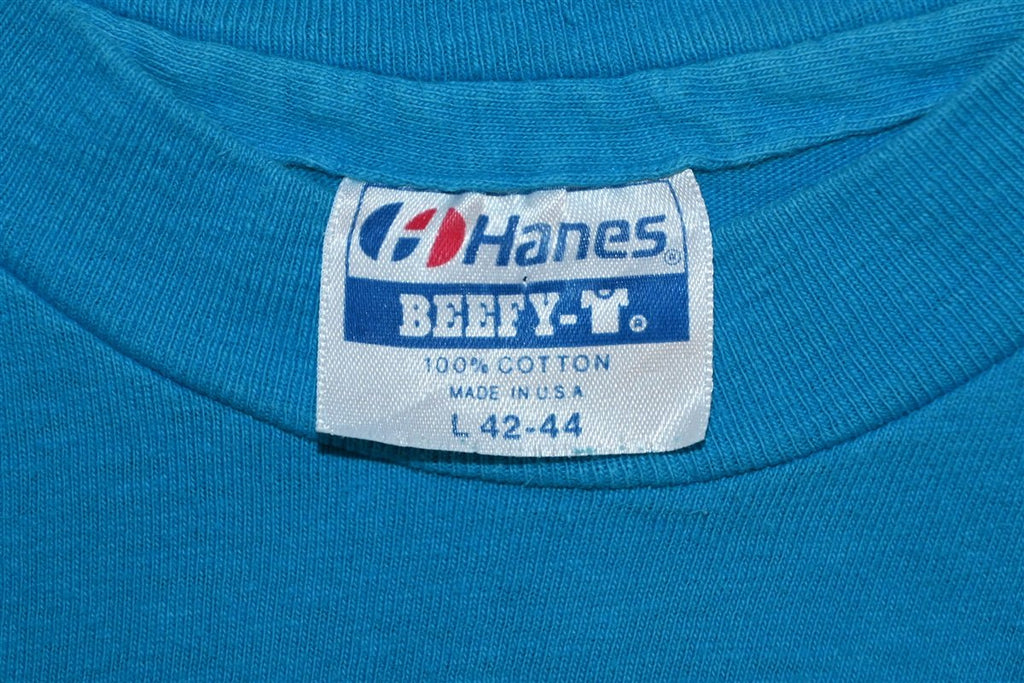 Hanes®
BEEFY-T®
100% COTTON
MADE IN U.S.A
L 42-44